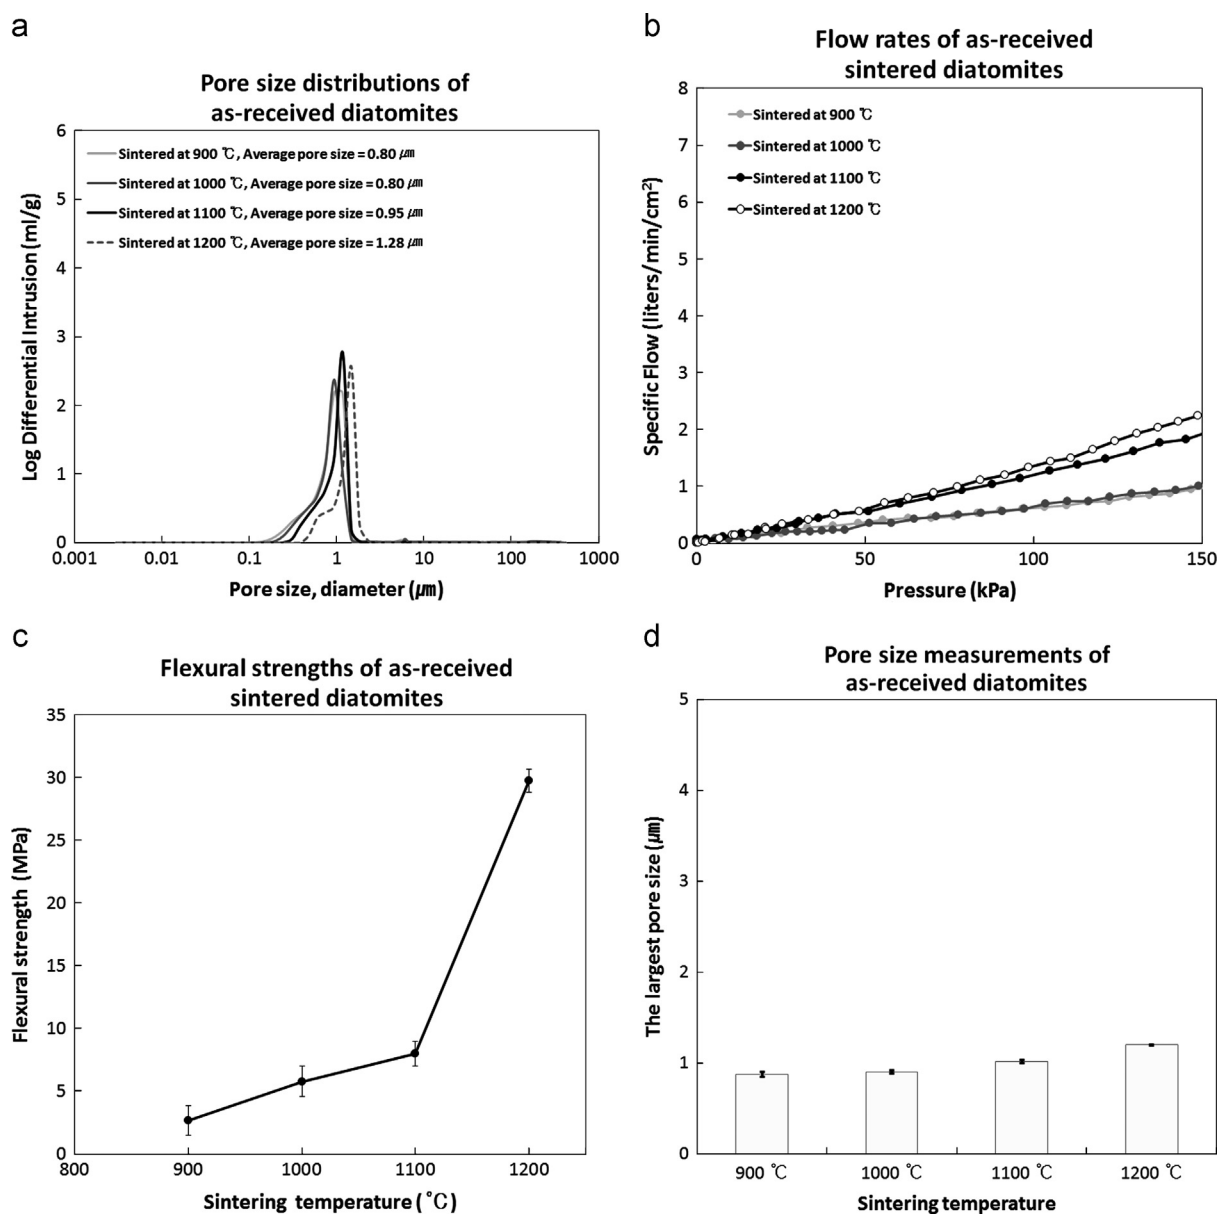 a
Pore size distributions of
as-received diatomites
6
5
4
3
2
1
0
Log Differential Intrusion (ml/g)
Sintered at 900 ℃, Average pore size = 0.80 ㎛
Sintered at 1000 ℃, Average pore size = 0.80 ㎛
Sintered at 1100 ℃, Average pore size = 0.95 ㎛
Sintered at 1200 ℃, Average pore size = 1.28 ㎛
0.001 0.01 0.1 1 10 100 1000
Pore size, diameter (㎛)
b
Flow rates of as-received
sintered diatomites
8
7
6
5
4
3
2
1
0
Specific Flow (liters/min/cm²)
Sintered at 900 ℃
Sintered at 1000 ℃
Sintered at 1100 ℃
Sintered at 1200 ℃
0 50 100 150
Pressure (kPa)
c
Flexural strengths of as-received
sintered diatomites
35
30
25
20
15
10
5
0
Flexural strength (MPa)
800 900 1000 1100 1200
Sintering temperature (℃)
d
Pore size measurements of
as-received diatomites
5
4
3
2
1
0
The largest pore size (㎛)
900 ℃ 1000 ℃ 1100 ℃ 1200 ℃
Sintering temperature